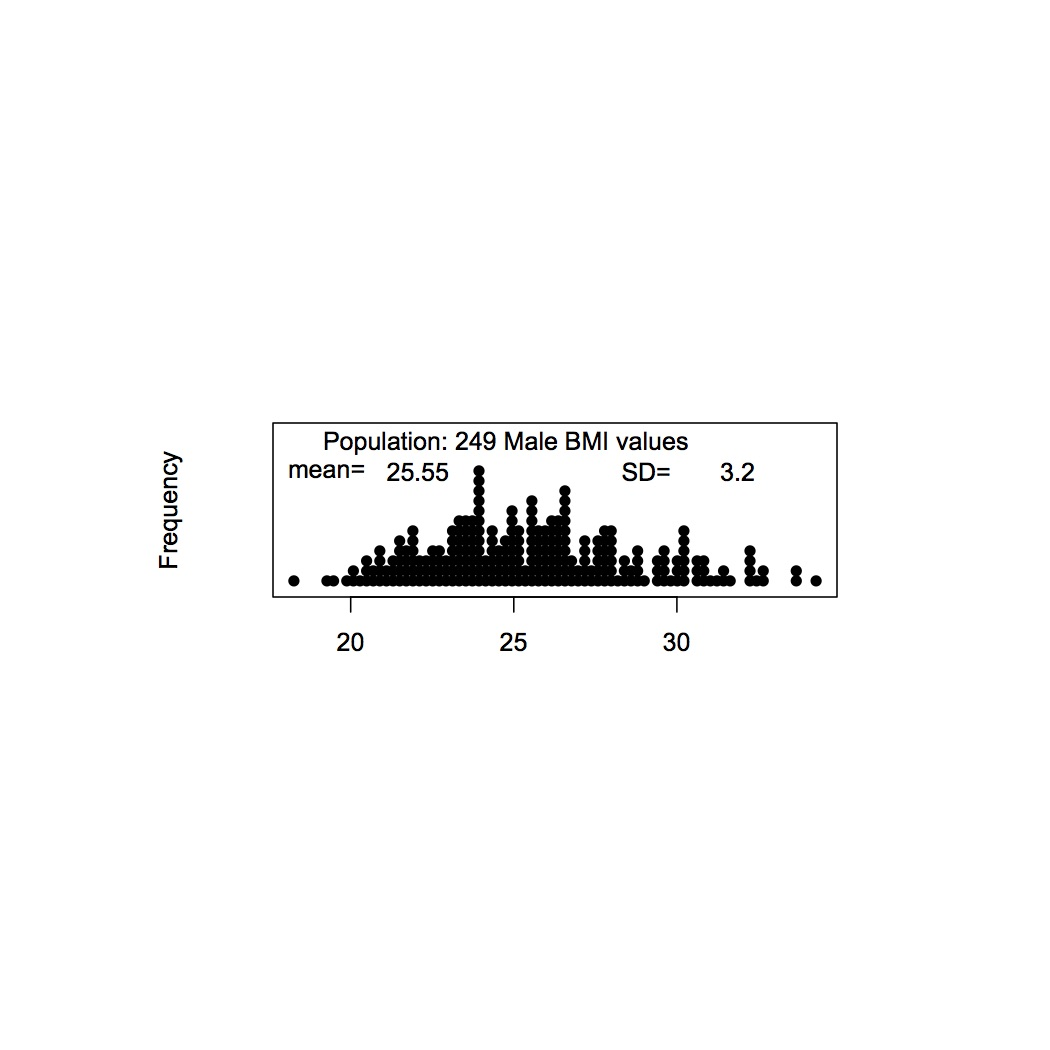 Population: 249 Male BMI values
mean= 25.55 SD= 3.2
Frequency
20 25 30